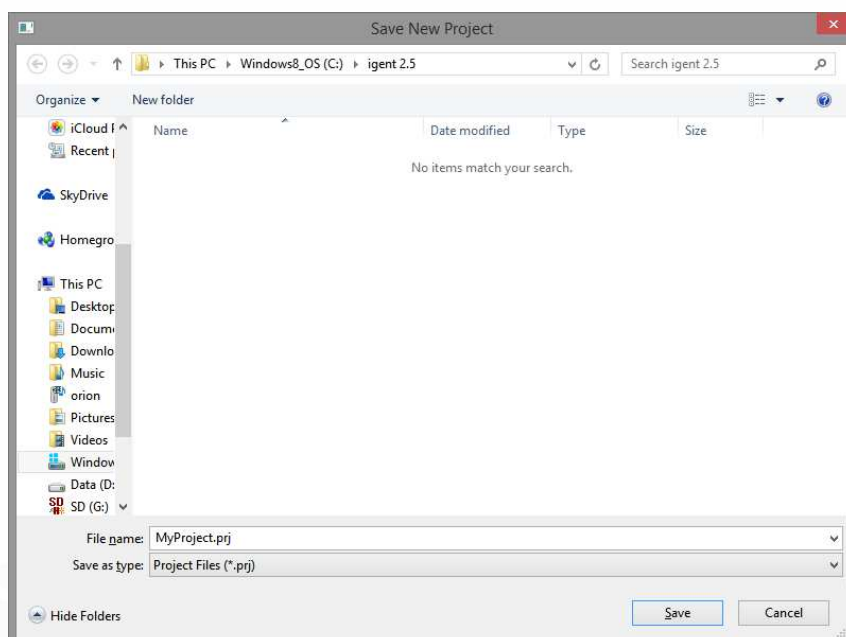 Save New Project
This PC Windows8_OS (C:) igent 2.5
Search igent 2.5
Organize New folder
Name Date modified Type Size
No items match your search.
iCloud
Recent
SkyDrive
Homegro
This PC
Desktop
Docume
Downlo
Music
orion
Pictures
Videos
Window
Data (D:
SD (G:)
File name: MyProject.prj
Save as type: Project Files (*.prj)
Hide Folders
Save Cancel